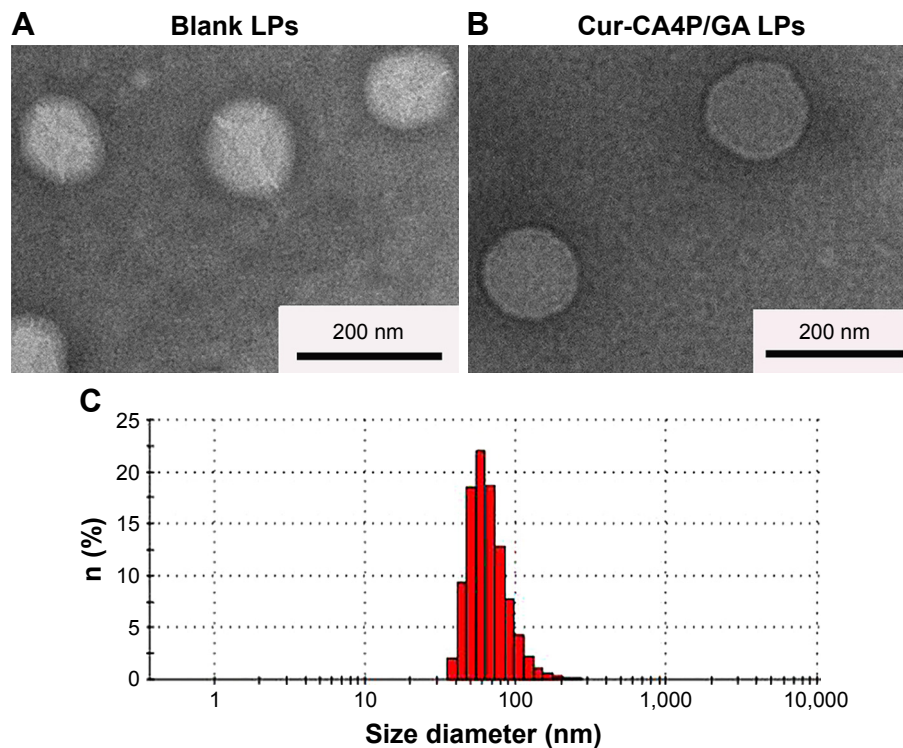 A Blank LPs
B Cur-CA4P/GA LPs
200 nm
200 nm
C
25
20
15
10
5
0
n (%)
1 10 100 1,000 10,000
Size diameter (nm)